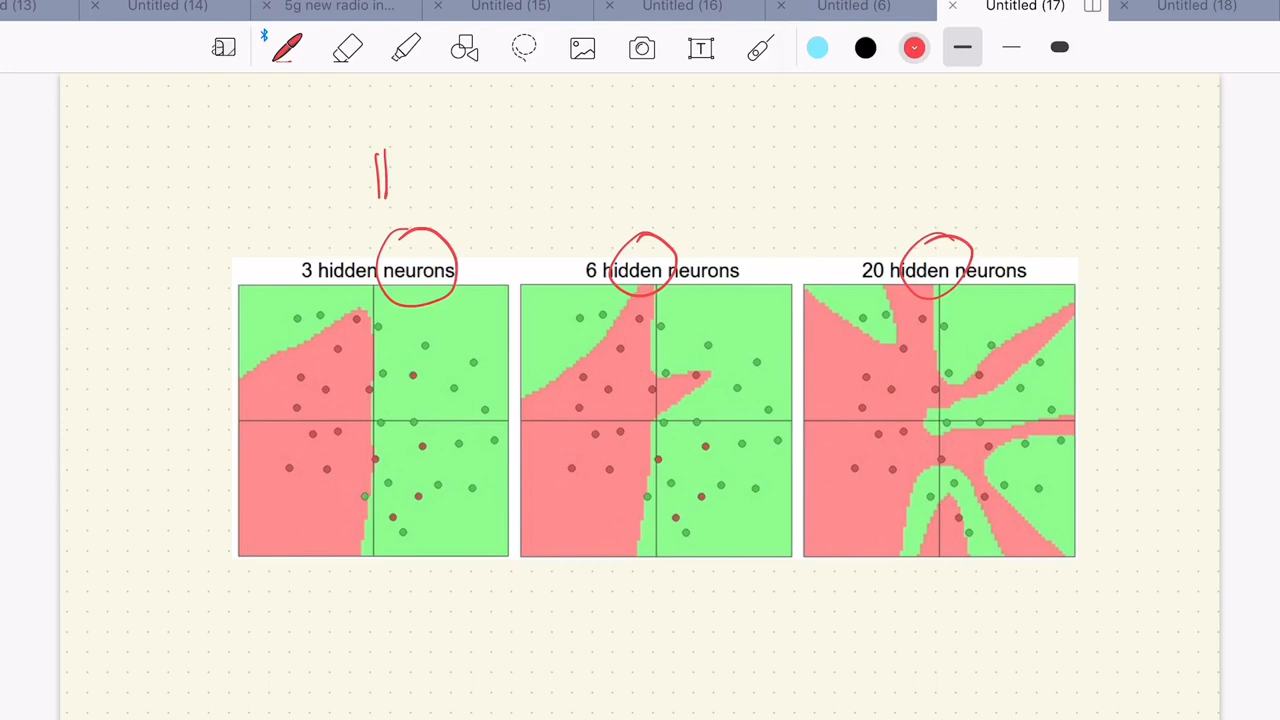 d (13)
Untitled (14)
5g new radio in...
Untitled (15)
Untitled (16)
Untitled (6)
Untitled (17)
Untitled (18)
T
3 hidden neurons
6 hidden neurons
20 hidden neurons